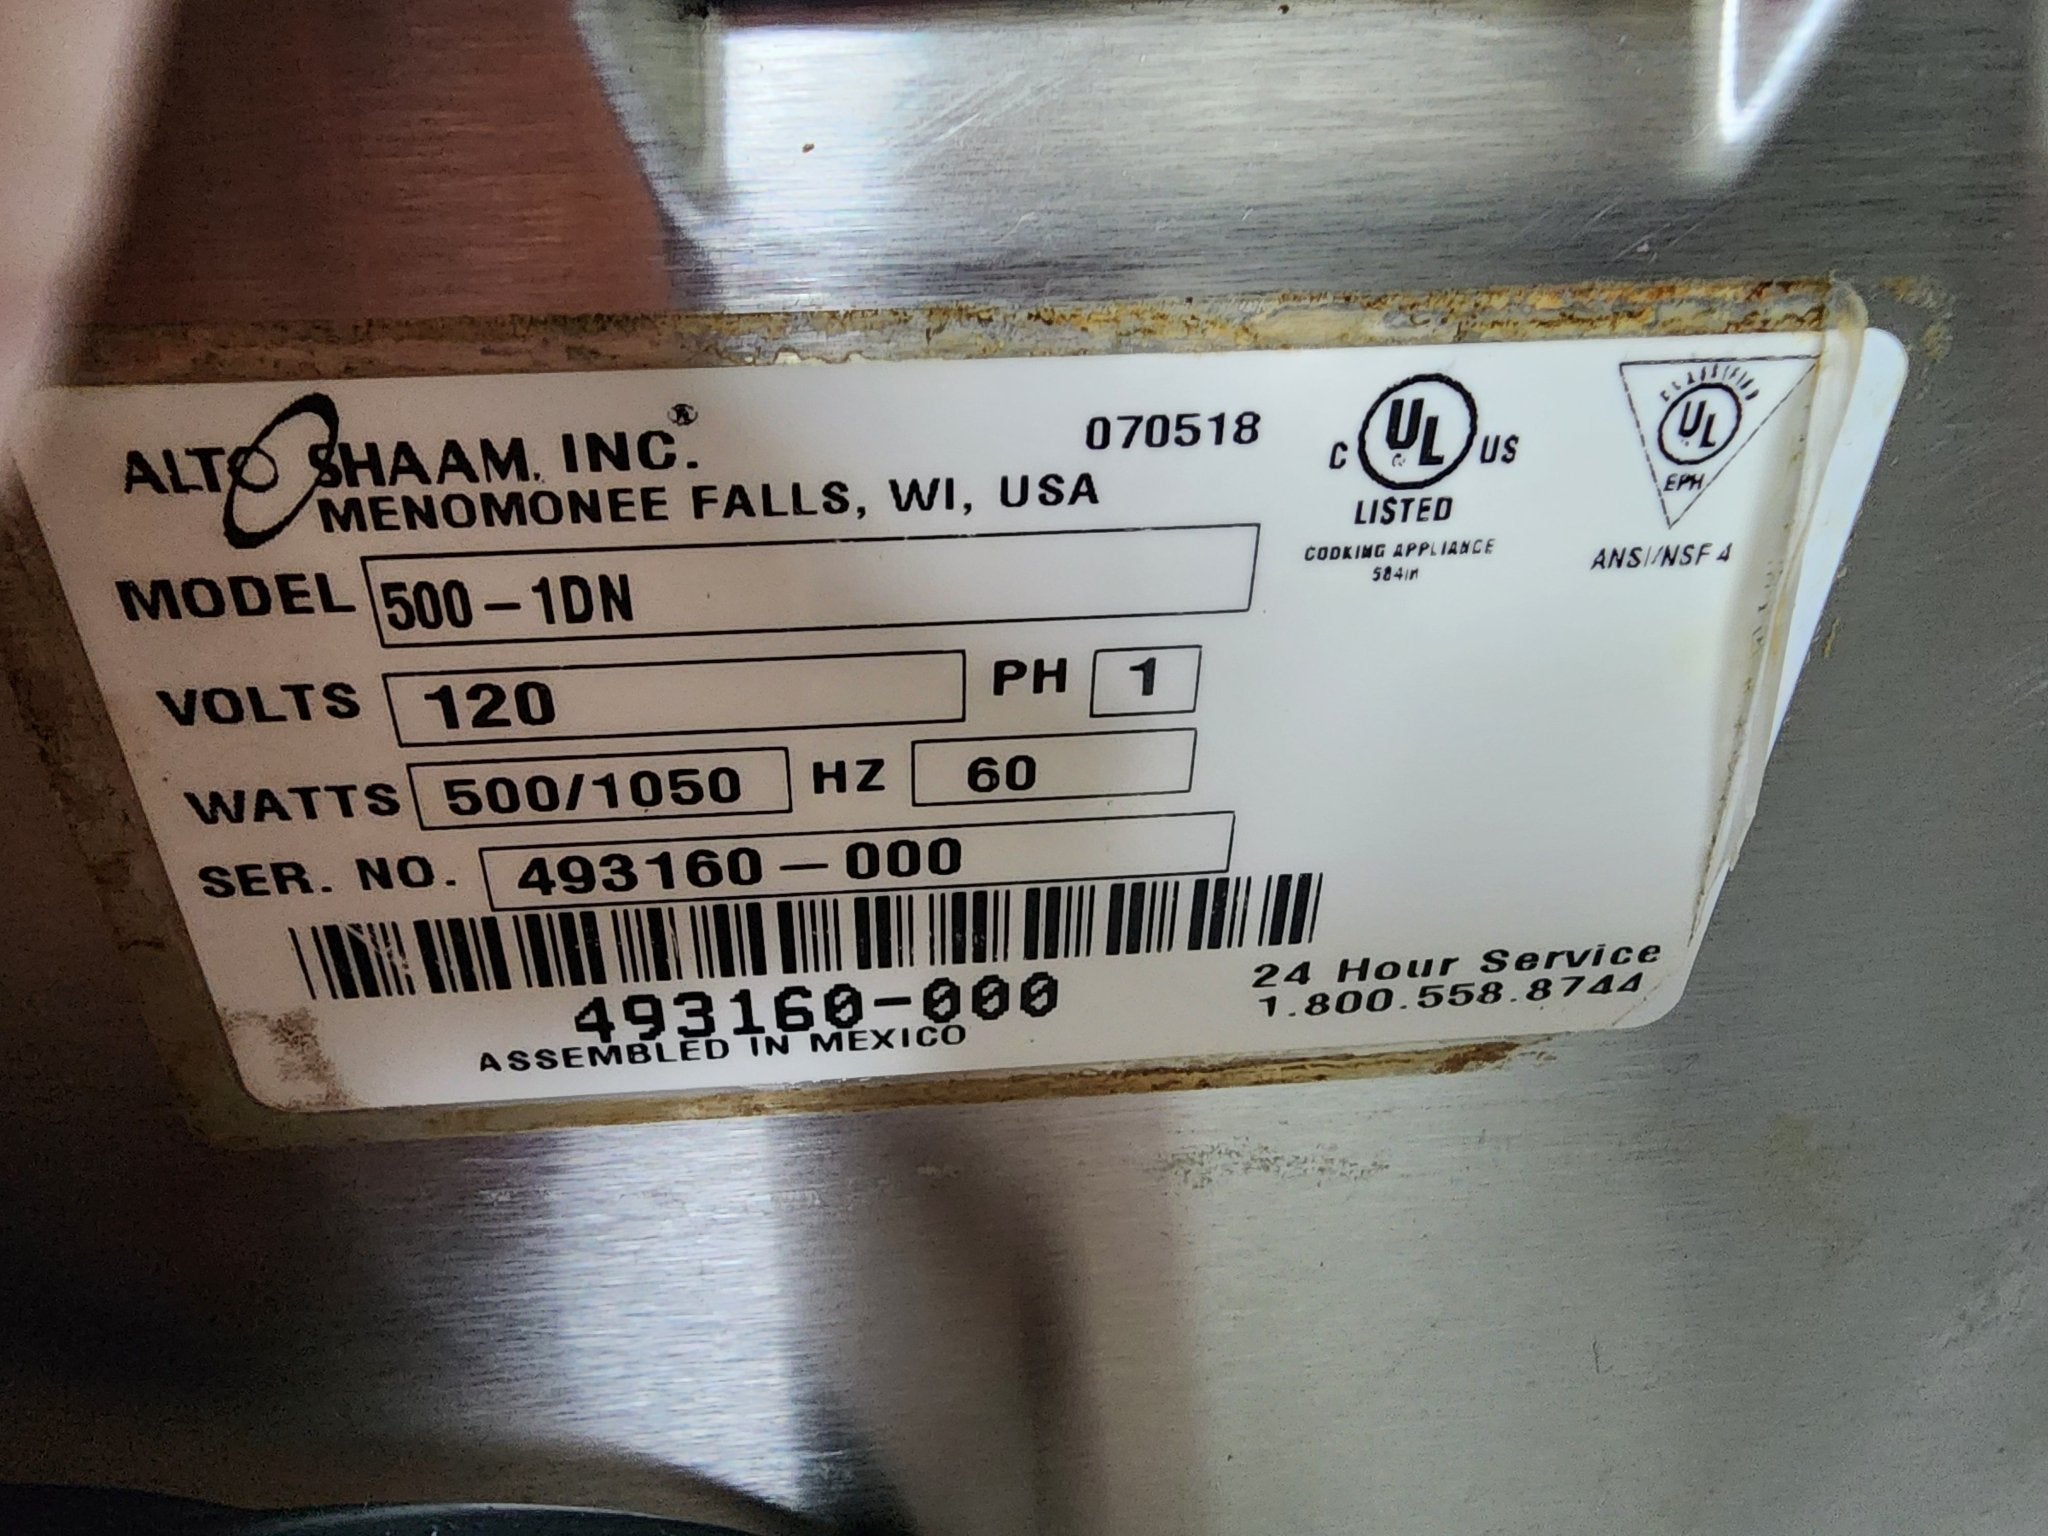 ALTO SHAAM, INC.®
MENOMONEE FALLS, WI, USA
070518
C UL US
LISTED
COOKING APPLIANCE
584m
CLASSIFIED
UL
EPH
ANSI/NSF 4
MODEL 500-1DN
VOLTS 120 PH 1
WATTS 500/1050 HZ 60
SER. NO. 493160-000
493160-000
ASSEMBLED IN MEXICO
24 Hour Service
1.800.558.8744